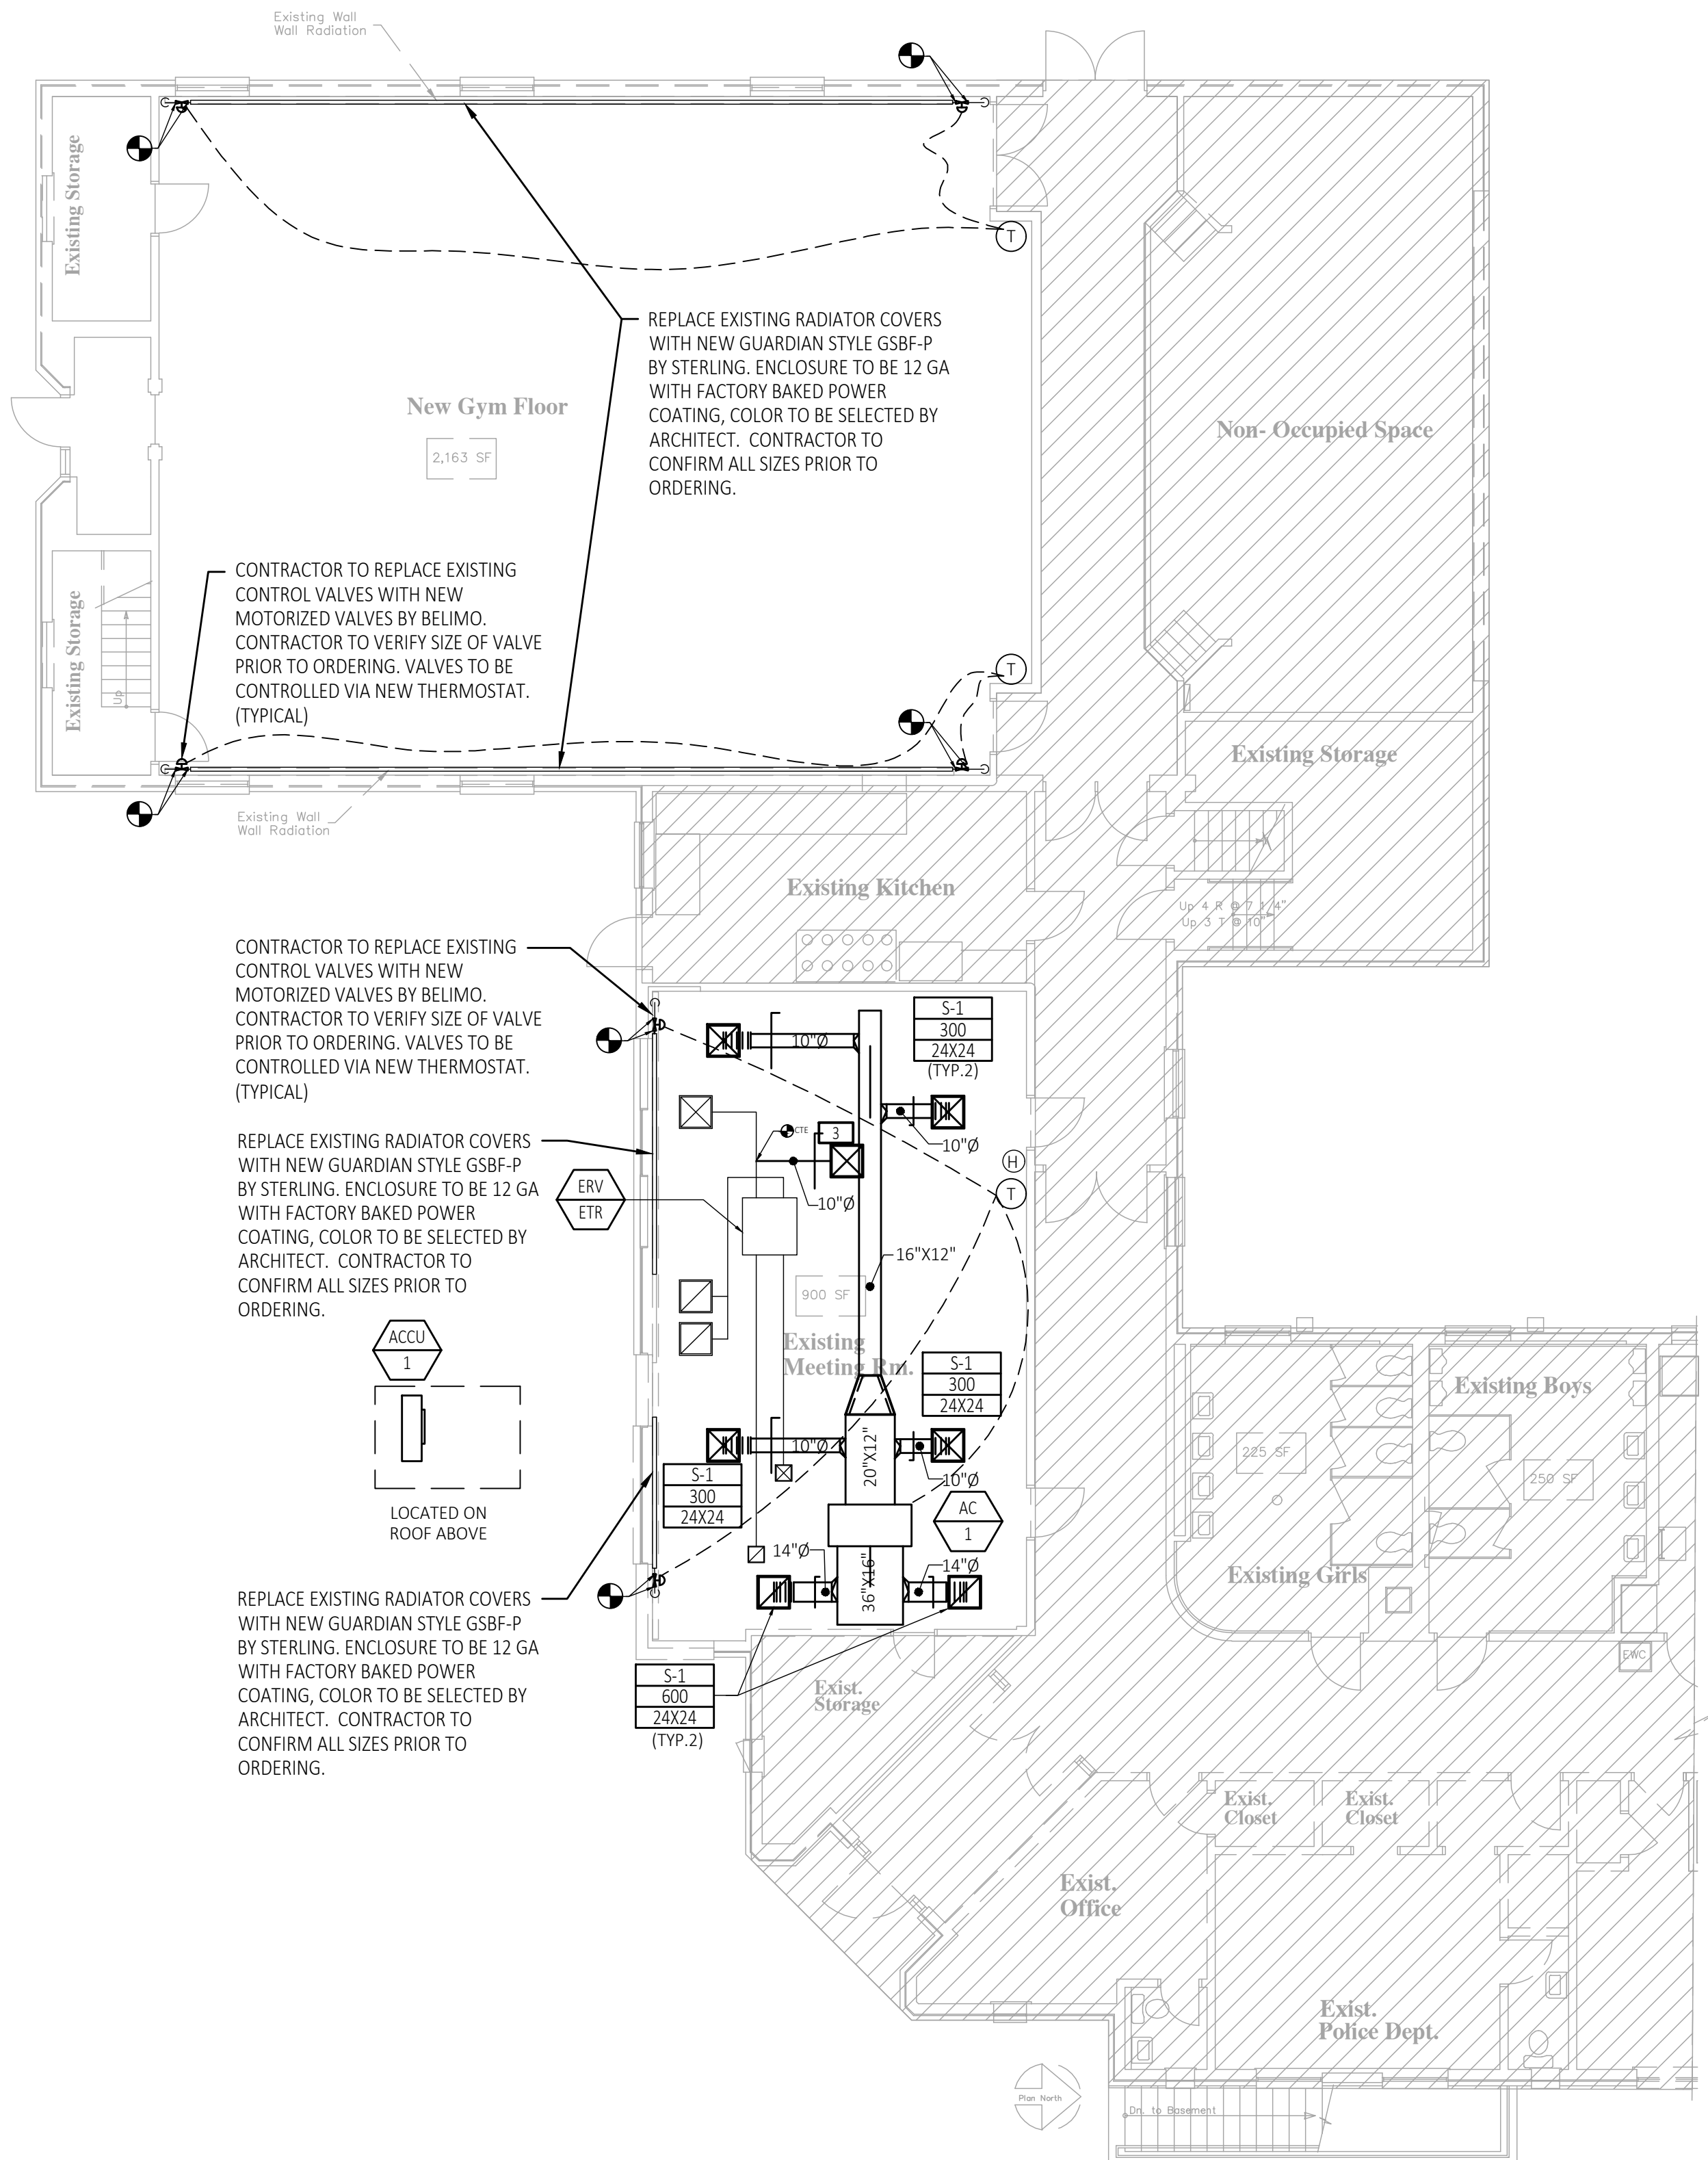 Existing Wall
Wall Radiation
Existing Storage
T
REPLACE EXISTING RADIATOR COVERS
WITH NEW GUARDIAN STYLE GSBF-P
BY STERLING. ENCLOSURE TO BE 12 GA
WITH FACTORY BAKED POWER
COATING, COLOR TO BE SELECTED BY
ARCHITECT. CONTRACTOR TO
CONFIRM ALL SIZES PRIOR TO
ORDERING.
New Gym Floor
2,163 SF
Non- Occupied Space
CONTRACTOR TO REPLACE EXISTING
CONTROL VALVES WITH NEW
MOTORIZED VALVES BY BELIMO.
CONTRACTOR TO VERIFY SIZE OF VALVE
PRIOR TO ORDERING. VALVES TO BE
CONTROLLED VIA NEW THERMOSTAT.
(TYPICAL)
Existing Storage
Up
T
Existing Storage
Existing Wall
Wall Radiation
Existing Kitchen
Up 4 R @ 7 1/4"
Up 3 T @ 10"
CONTRACTOR TO REPLACE EXISTING
CONTROL VALVES WITH NEW
MOTORIZED VALVES BY BELIMO.
CONTRACTOR TO VERIFY SIZE OF VALVE
PRIOR TO ORDERING. VALVES TO BE
CONTROLLED VIA NEW THERMOSTAT.
(TYPICAL)
S-1
300
24X24
(TYP.2)
10"Ø
10"Ø
CTE
3
10"Ø
H
T
REPLACE EXISTING RADIATOR COVERS
WITH NEW GUARDIAN STYLE GSBF-P
BY STERLING. ENCLOSURE TO BE 12 GA
WITH FACTORY BAKED POWER
COATING, COLOR TO BE SELECTED BY
ARCHITECT. CONTRACTOR TO
CONFIRM ALL SIZES PRIOR TO
ORDERING.
ERV
ETR
16"X12"
900 SF
Existing
Meeting Rm.
ACCU
1
LOCATED ON
ROOF ABOVE
S-1
300
24X24
10"Ø
20"X12"
10"Ø
S-1
300
24X24
AC
1
14"Ø
36"X16"
14"Ø
Existing Boys
225 SF
250 SF
Existing Girls
EWC
REPLACE EXISTING RADIATOR COVERS
WITH NEW GUARDIAN STYLE GSBF-P
BY STERLING. ENCLOSURE TO BE 12 GA
WITH FACTORY BAKED POWER
COATING, COLOR TO BE SELECTED BY
ARCHITECT. CONTRACTOR TO
CONFIRM ALL SIZES PRIOR TO
ORDERING.
S-1
600
24X24
(TYP.2)
Exist.
Storage
Exist.
Closet
Exist.
Closet
Exist.
Office
Exist.
Police Dept.
Plan North
Dn. to Basement